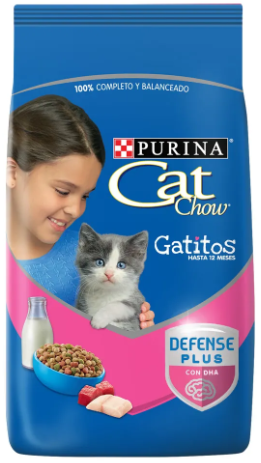 100% COMPLETO Y BALANCEADO
PURINA
Cat
Chow
Gatitos
HASTA 12 MESES
DEFENSE
PLUS
CON DHA